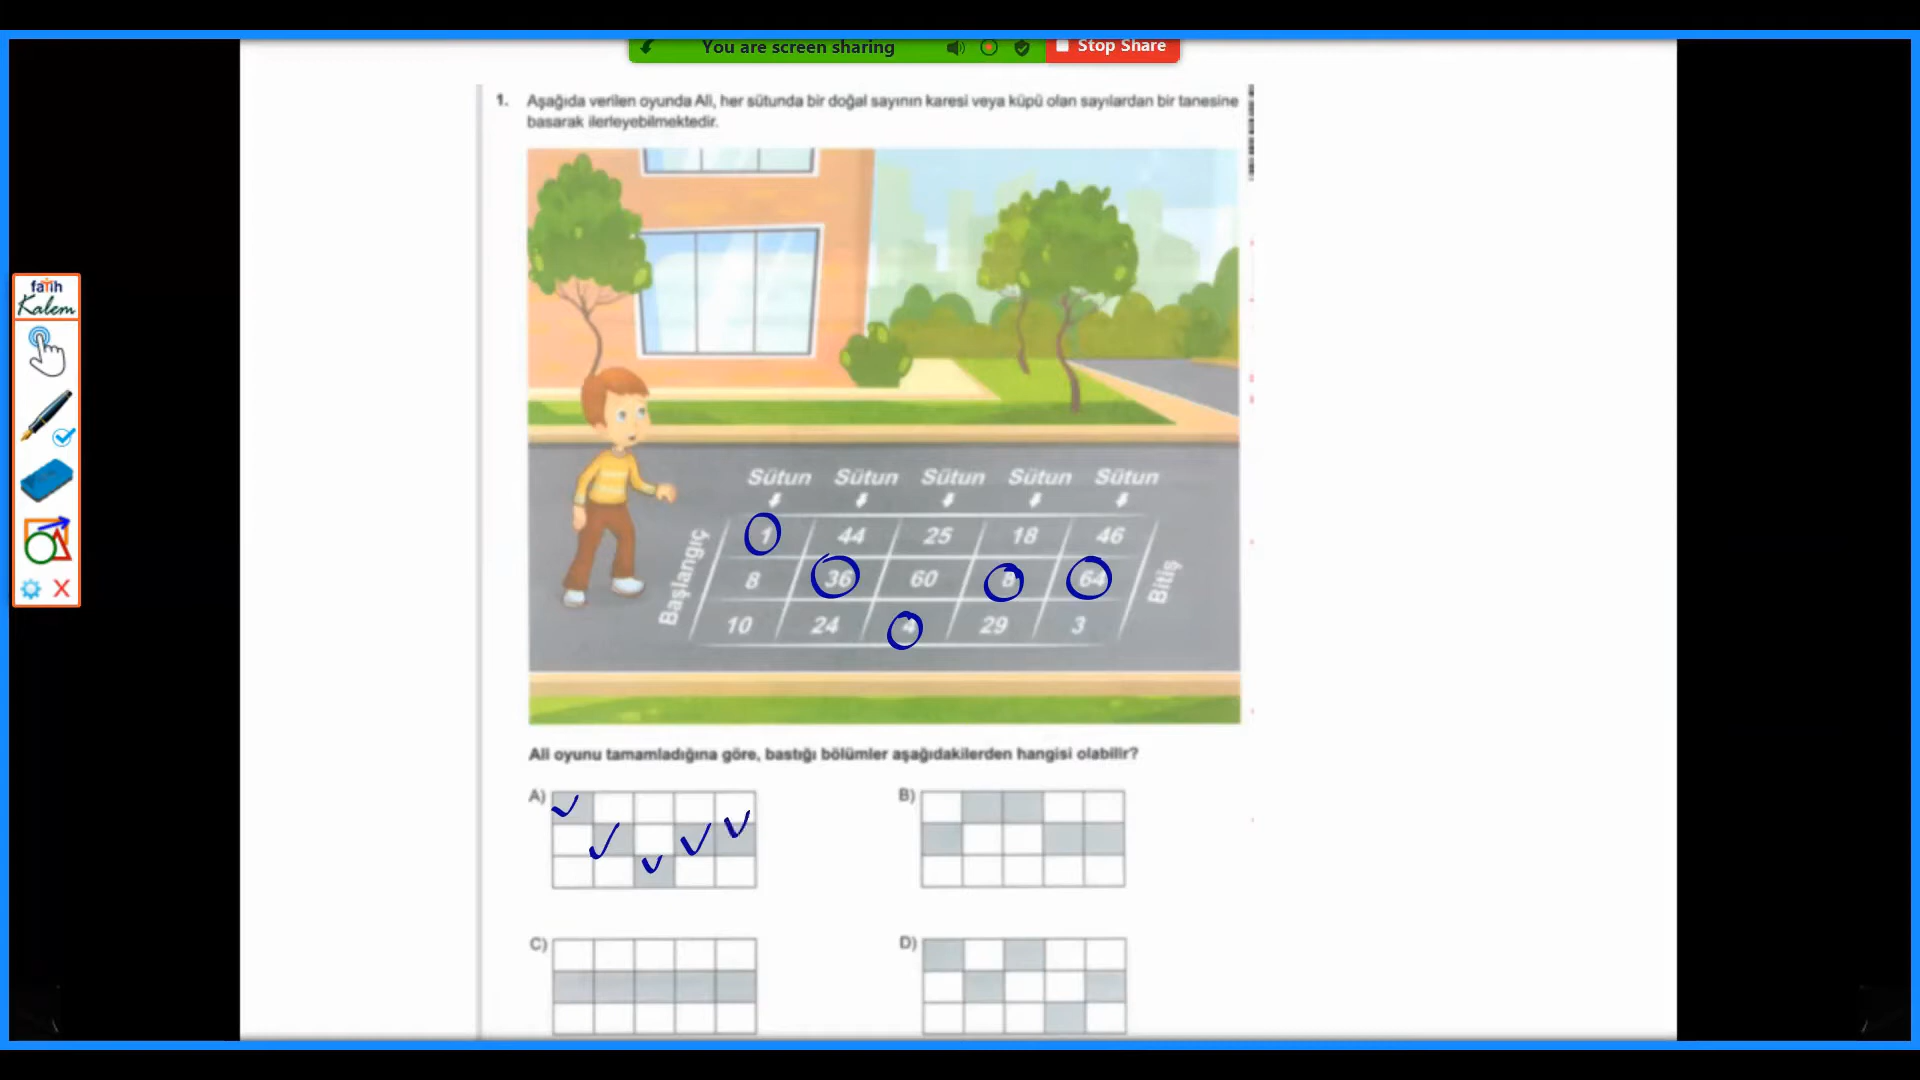 You are screen sharing
Stop Share
1. Aşağıda verilen oyunda Ali, her sütunda bir doğal sayının karesi veya küpü olan sayılardan bir tanesine
basarak ilerleyebilmektedir.
fatih
Kalem
Sütun Sütun Sütun Sütun Sütun
Başlangıç
1 44 25 18 46
8 36 60 8 64
10 24 4 29 3
Bitiş
Ali oyunu tamamladığına göre, bastığı bölümler aşağıdakilerden hangisi olabilir?
A)
B)
C)
D)